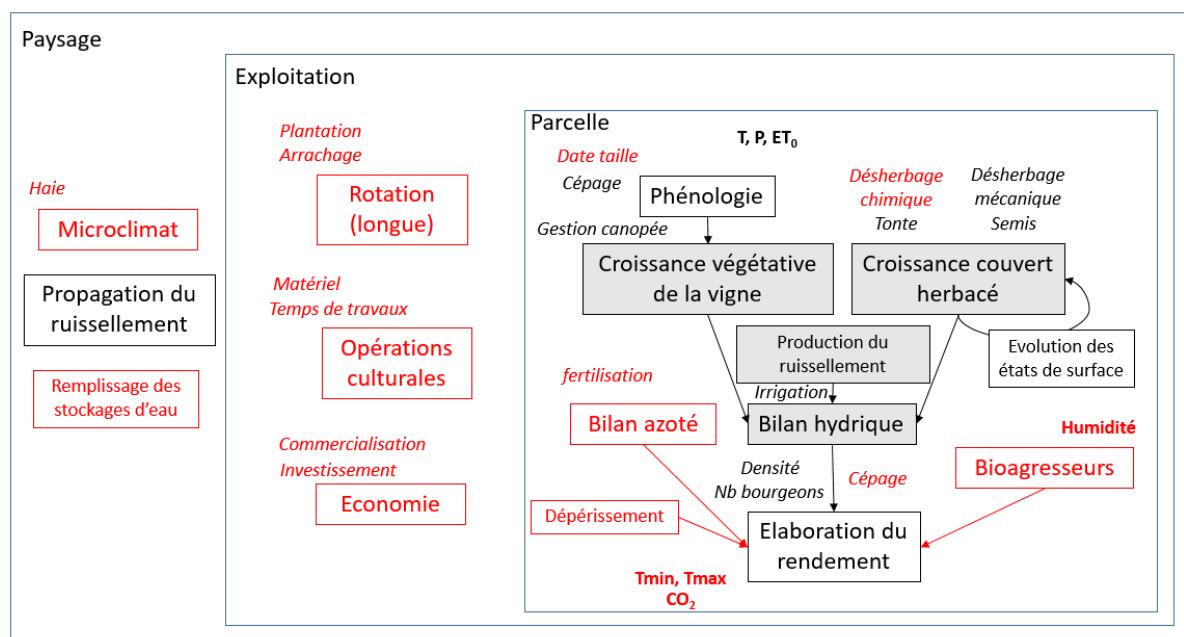 Paysage
Haie
Microclimat
Propagation du
ruissellement
Remplissage des
stockages d'eau
Exploitation
Plantation
Arrachage
Rotation
(longue)
Matériel
Temps de travaux
Opérations
culturales
Commercialisation
Investissement
Economie
Parcelle
T, P, ET₀
Date taille
Cépage
Phénologie
Gestion canopée
Croissance végétative
de la vigne
Désherbage
chimique
Tonte
Désherbage
mécanique
Semis
Croissance couvert
herbacé
Production du
ruissellement
Evolution des
états de surface
Irrigation
fertilisation
Bilan azoté
Bilan hydrique
Humidité
Bioagresseurs
Densité
Nb bourgeons
Cépage
Dépérissement
Elaboration du
rendement
Tmin, Tmax
CO₂